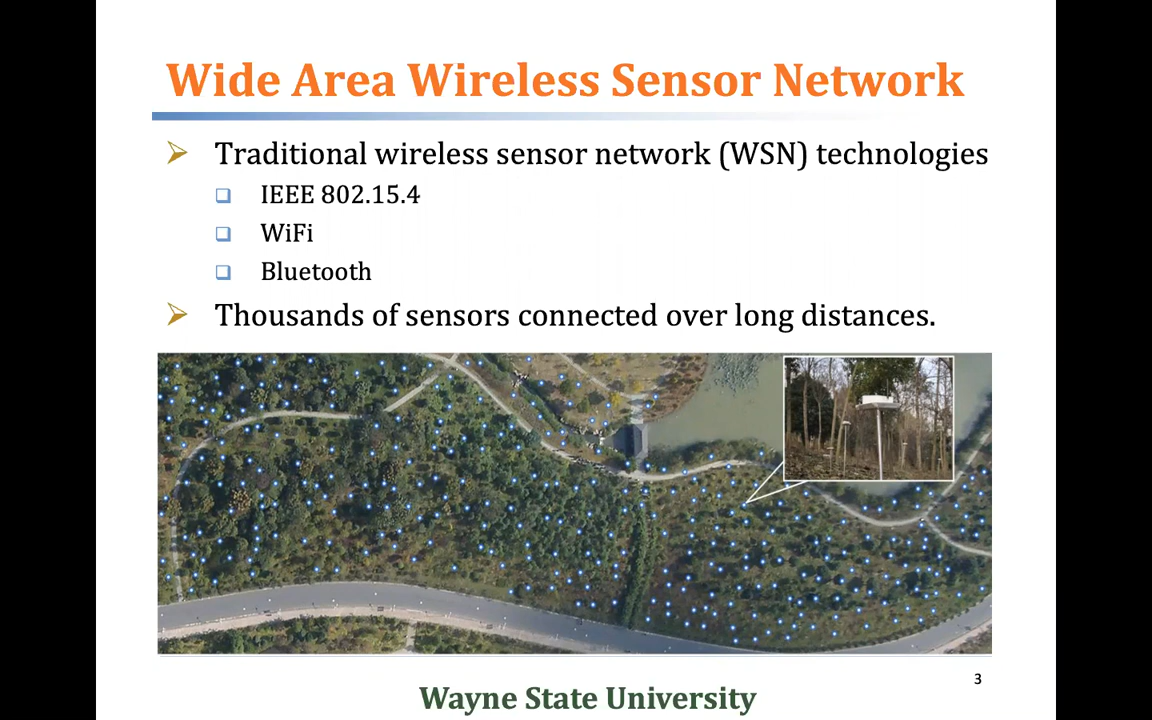 Wide Area Wireless Sensor Network
Traditional wireless sensor network (WSN) technologies
IEEE 802.15.4
WiFi
Bluetooth
Thousands of sensors connected over long distances.
3
Wayne State University